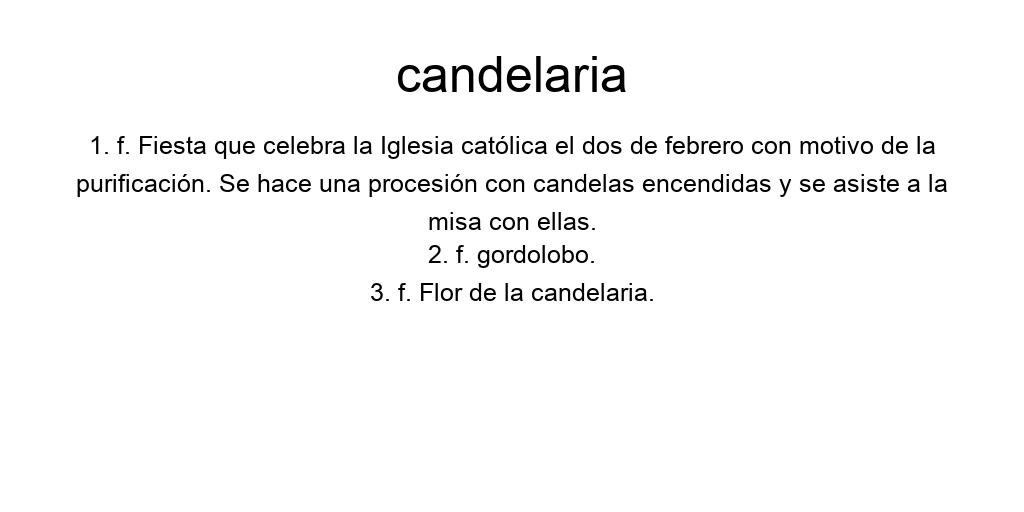 candelaria
1. f. Fiesta que celebra la Iglesia católica el dos de febrero con motivo de la
purificación. Se hace una procesión con candelas encendidas y se asiste a la
misa con ellas.
2. f. gordolobo.
3. f. Flor de la candelaria.